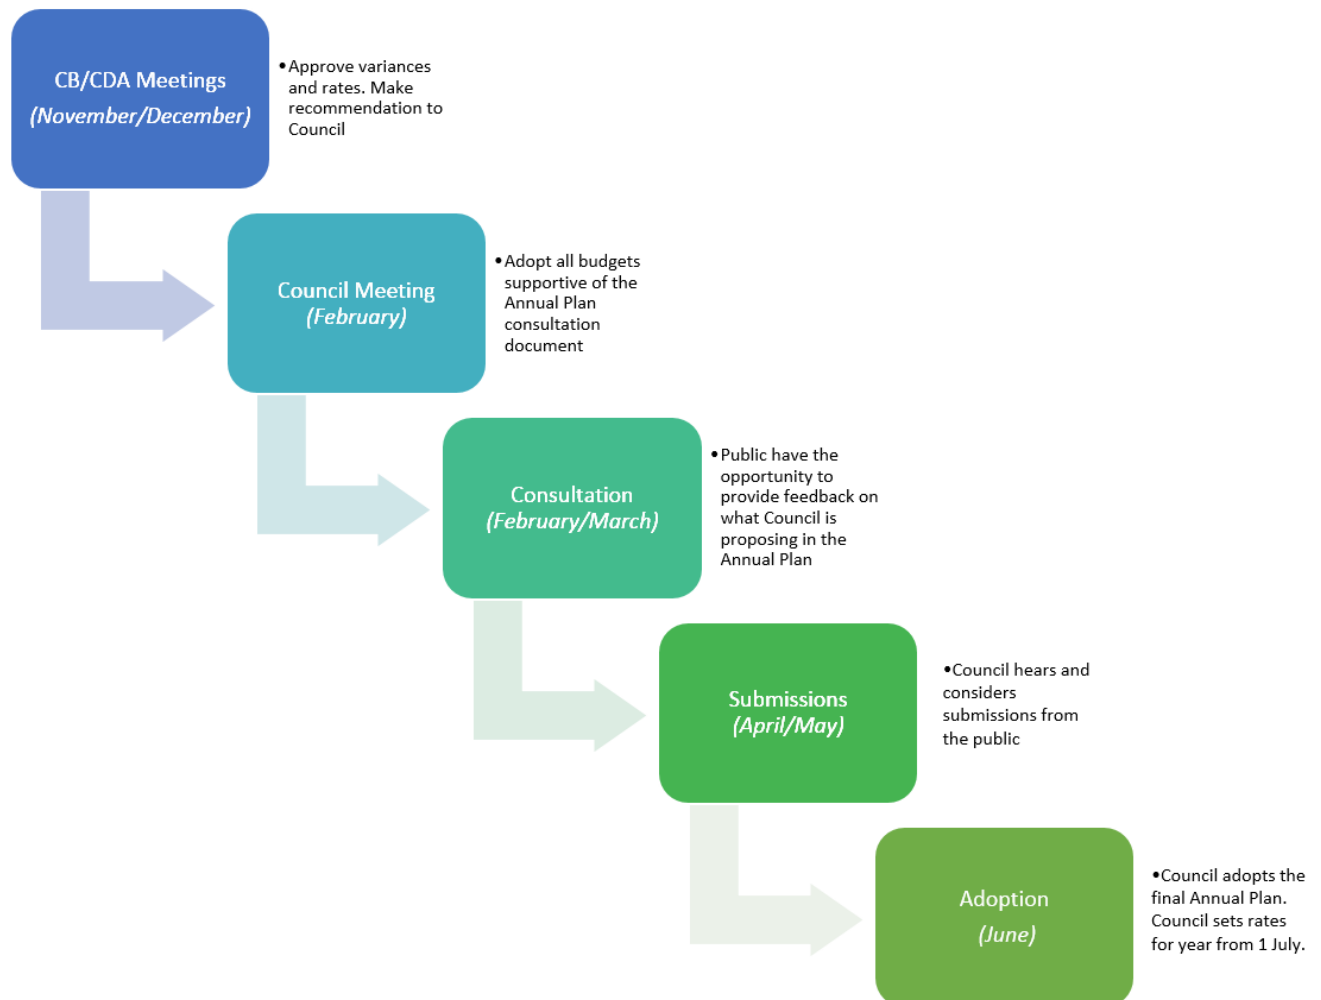 CB/CDA Meetings
(November/December)
•Approve variances
and rates. Make
recommendation to
Council
Council Meeting
(February)
•Adopt all budgets
supportive of the
Annual Plan
consultation
document
Consultation
(February/March)
•Public have the
opportunity to
provide feedback on
what Council is
proposing in the
Annual Plan
Submissions
(April/May)
•Council hears and
considers
submissions from
the public
Adoption
(June)
•Council adopts the
final Annual Plan.
Council sets rates
for year from 1 July.